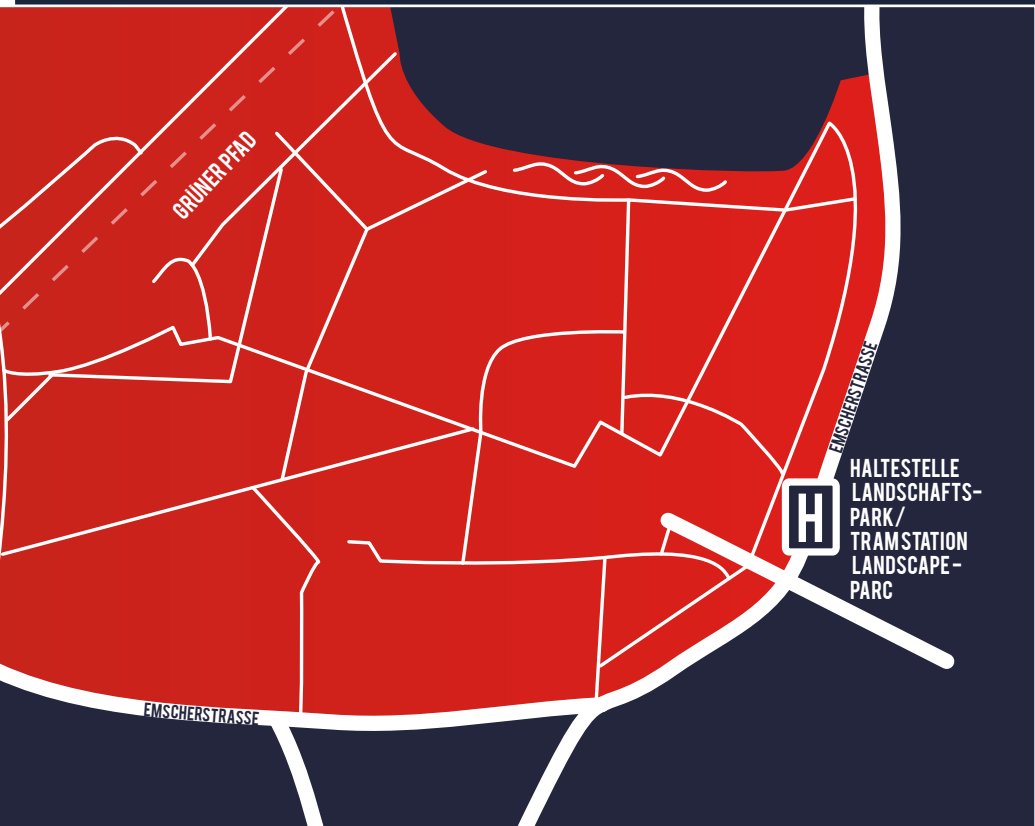 GRÜNER PFAD
EMSCHERSTRASSE
HALTESTELLE
LANDSCHAFTS-
PARK/
TRAMSTATION
LANDSCAPE-
PARC
H
EMSCHERSTRASSE